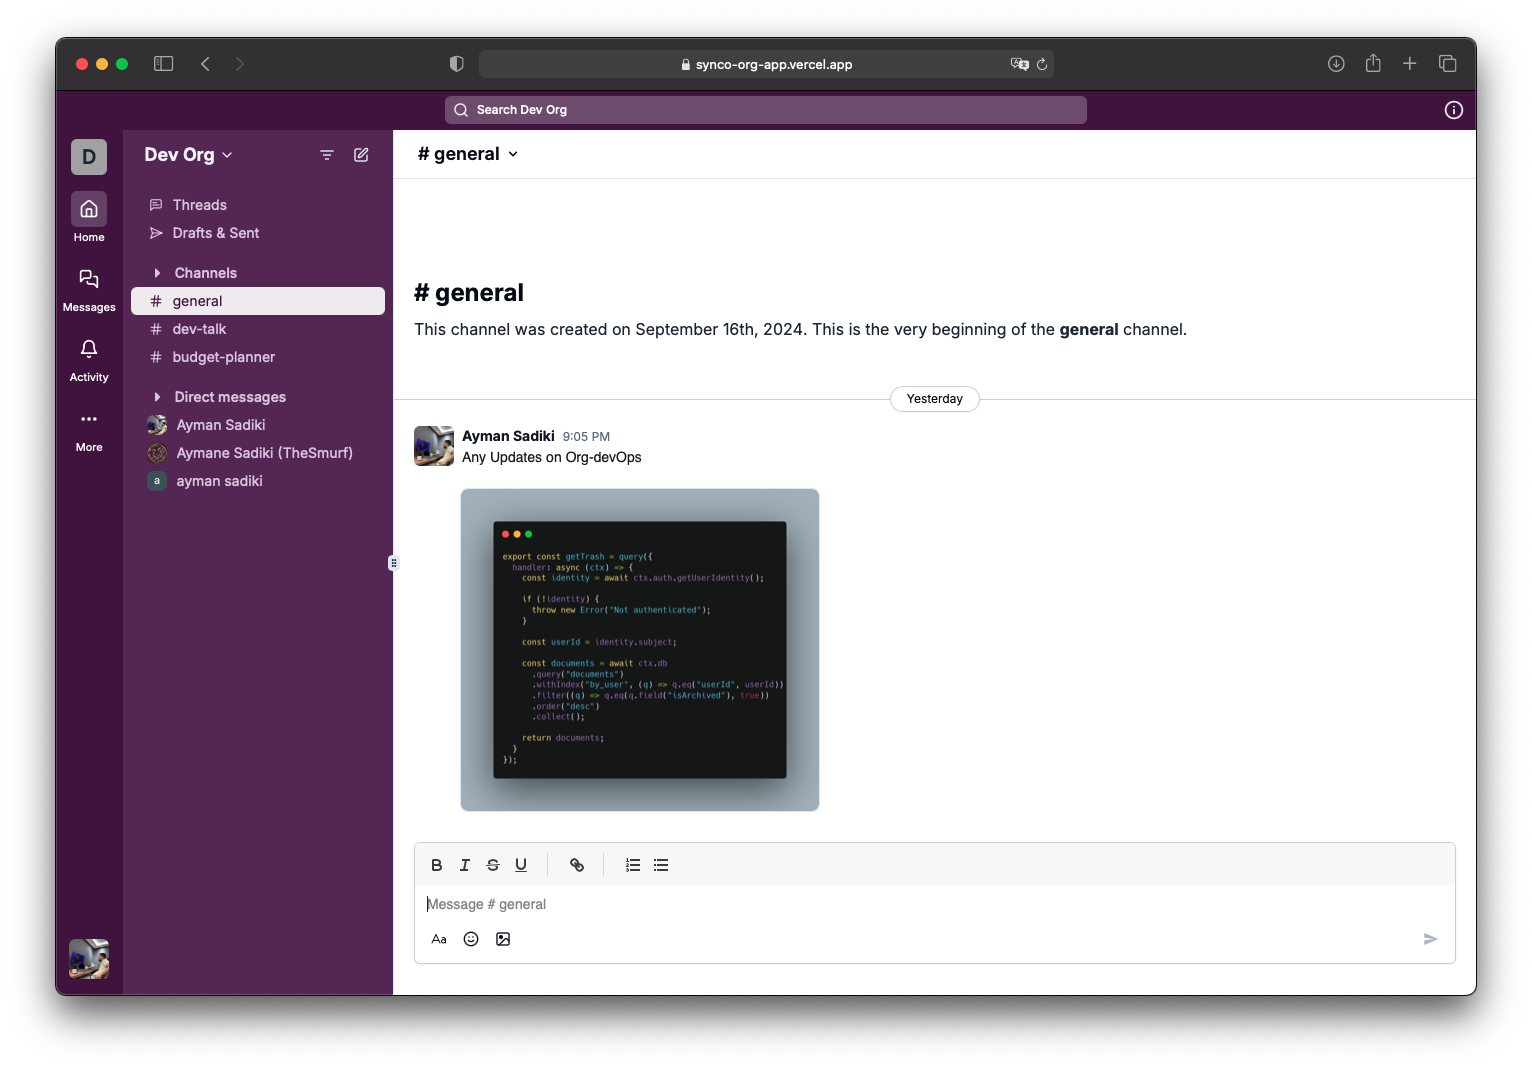 synco-org-app.vercel.app
Search Dev Org
D
Dev Org
Home
Messages
Activity
More
Threads
Drafts & Sent
Channels
# general
# dev-talk
# budget-planner
Direct messages
Ayman Sadiki
Aymane Sadiki (TheSmurf)
a ayman sadiki
# general
# general
This channel was created on September 16th, 2024. This is the very beginning of the general channel.
Yesterday
Ayman Sadiki 9:05 PM
Any Updates on Org-devOps
export const getTrash = query({
handler: async (ctx) => {
const identity = await ctx.auth.getUserIdentity();
if (!identity) {
throw new Error("Not authenticated");
}
const userId = identity.subject;
const documents = await ctx.db
.query("documents")
.withIndex("by_user", (q) => q.eq("userId", userId))
.filter((q) => q.eq(q.field("isArchived"), true))
.order("desc")
.collect();
return documents;
}
});
B I S U
Message # general
Aa